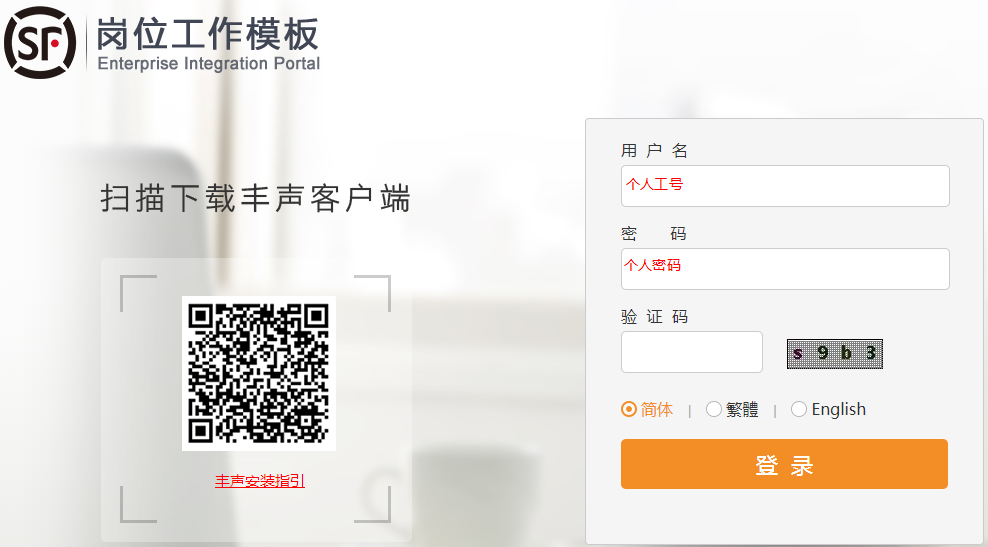 SF
岗位工作模板
Enterprise Integration Portal
扫描下载丰声客户端
丰声安装指引
用 户 名
个人工号
密 码
个人密码
验 证 码
s 9 b 3
简体 | 繁體 | English
登 录